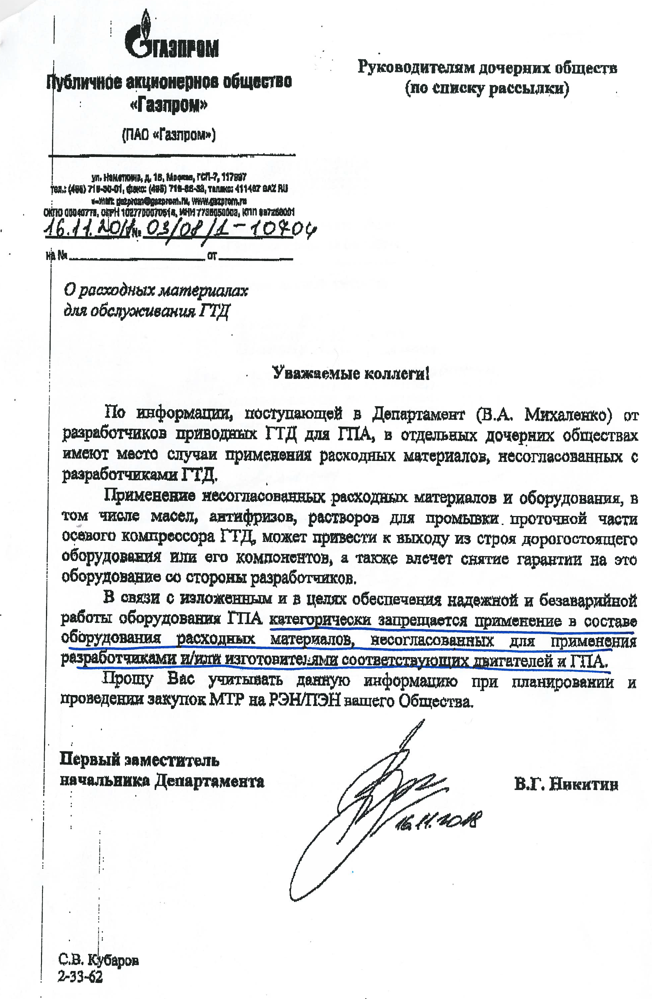 ГАЗПРОМ
Публичное акционерное общество
«Газпром»
(ПАО «Газпром»)
ул. Наметкина, д. 16, Москва, ГСП-7, 117997
тел.: (495) 719-30-01, факс: (495) 719-83-33, телекс: 411467 GAZ RU
e-mail: gazprom@gazprom.ru, www.gazprom.ru
ОКПО 00040778, ОГРН 1027700070518, ИНН 7736050003, КПП 997250001
16.11.2018 № 03/08/1-10704
на № от
Руководителям дочерних обществ
(по списку рассылки)
О расходных материалах
для обслуживания ГТД
Уважаемые коллеги!
По информации, поступающей в Департамент (В.А. Михаленко) от
разработчиков приводных ГТД для ГПА, в отдельных дочерних обществах
имеют место случаи применения расходных материалов, несогласованных с
разработчиками ГТД.
Применение несогласованных расходных материалов и оборудования, в
том числе масел, антифризов, растворов для промывки проточной части
осевого компрессора ГТД, может привести к выходу из строя дорогостоящего
оборудования или его компонентов, а также влечет снятие гарантии на это
оборудование со стороны разработчиков.
В связи с изложенным и в целях обеспечения надежной и безаварийной
работы оборудования ГПА категорически запрещается применение в составе
оборудования расходных материалов, несогласованных для применения
разработчиками и/или изготовителями соответствующих двигателей и ГПА.
Прошу Вас учитывать данную информацию при планировании и
проведении закупок МТР на РЭН/ПЭН вашего Общества.
Первый заместитель
начальника Департамента
В.Г. Никитин
16.11.2018
С.В. Кубаров
2-33-62